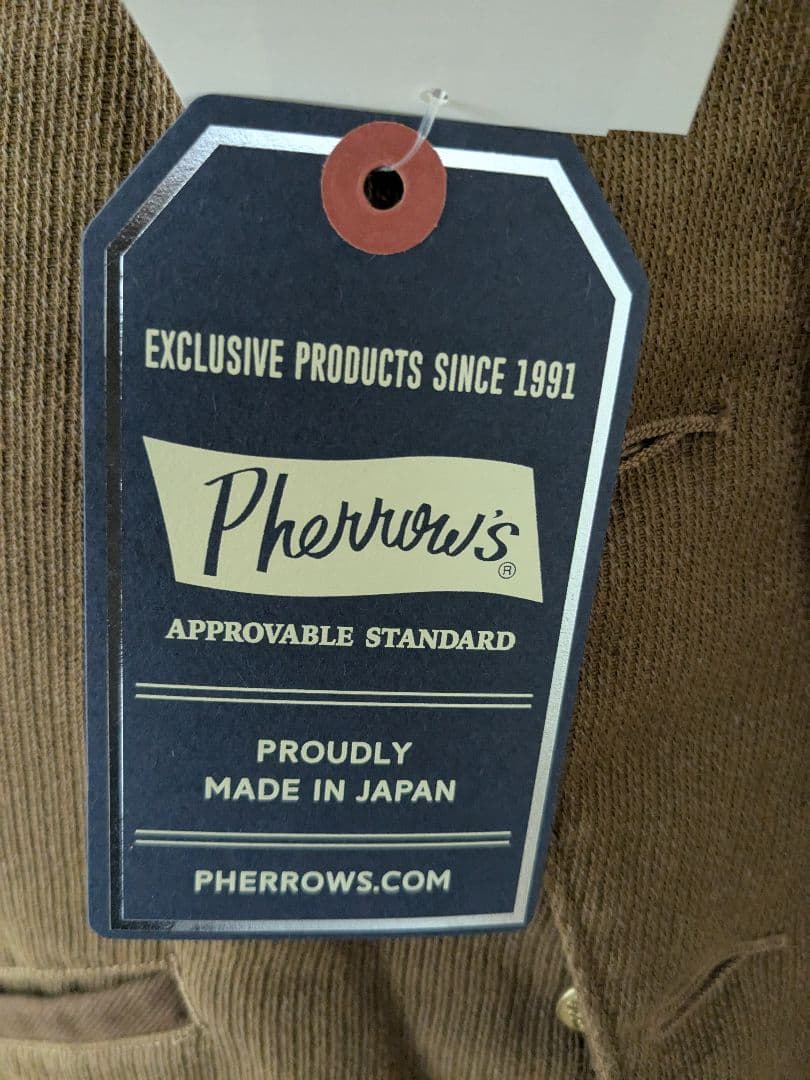 EXCLUSIVE PRODUCTS SINCE 1991
Pherrow's®
APPROVABLE STANDARD
PROUDLY
MADE IN JAPAN
PHERROWS.COM